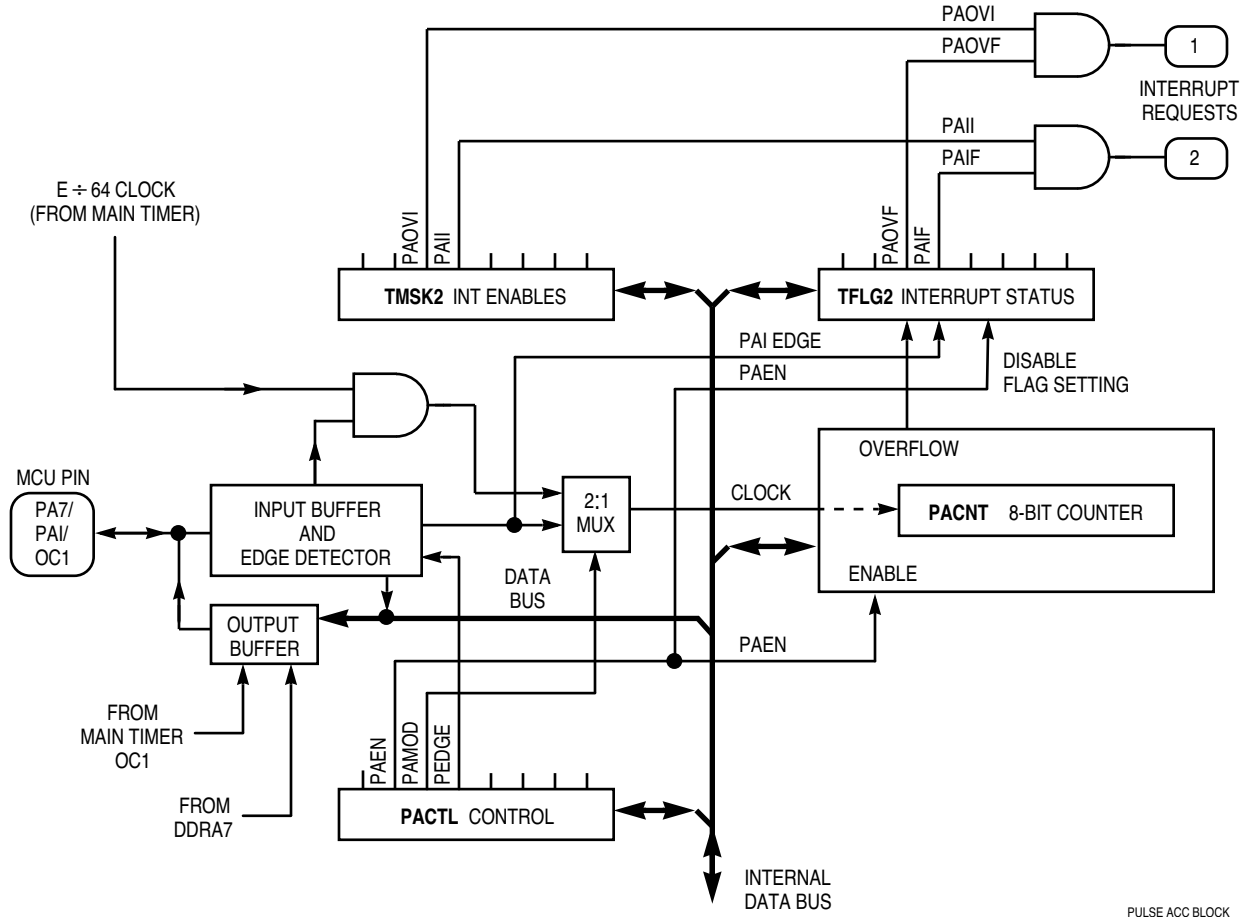 PAOVI
PAOVF
1
INTERRUPT
REQUESTS
PAII
PAIF
2
E ÷ 64 CLOCK
(FROM MAIN TIMER)
PAOVI
PAII
PAOVF
PAIF
TMSK2 INT ENABLES
TFLG2 INTERRUPT STATUS
PAI EDGE
PAEN
DISABLE
FLAG SETTING
OVERFLOW
MCU PIN
PA7/
PAI/
OC1
INPUT BUFFER
AND
EDGE DETECTOR
2:1
MUX
CLOCK
PACNT 8-BIT COUNTER
ENABLE
DATA
BUS
OUTPUT
BUFFER
PAEN
FROM
MAIN TIMER
OC1
FROM
DDRA7
PAEN
PAMOD
PEDGE
PACTL CONTROL
INTERNAL
DATA BUS
PULSE ACC BLOCK